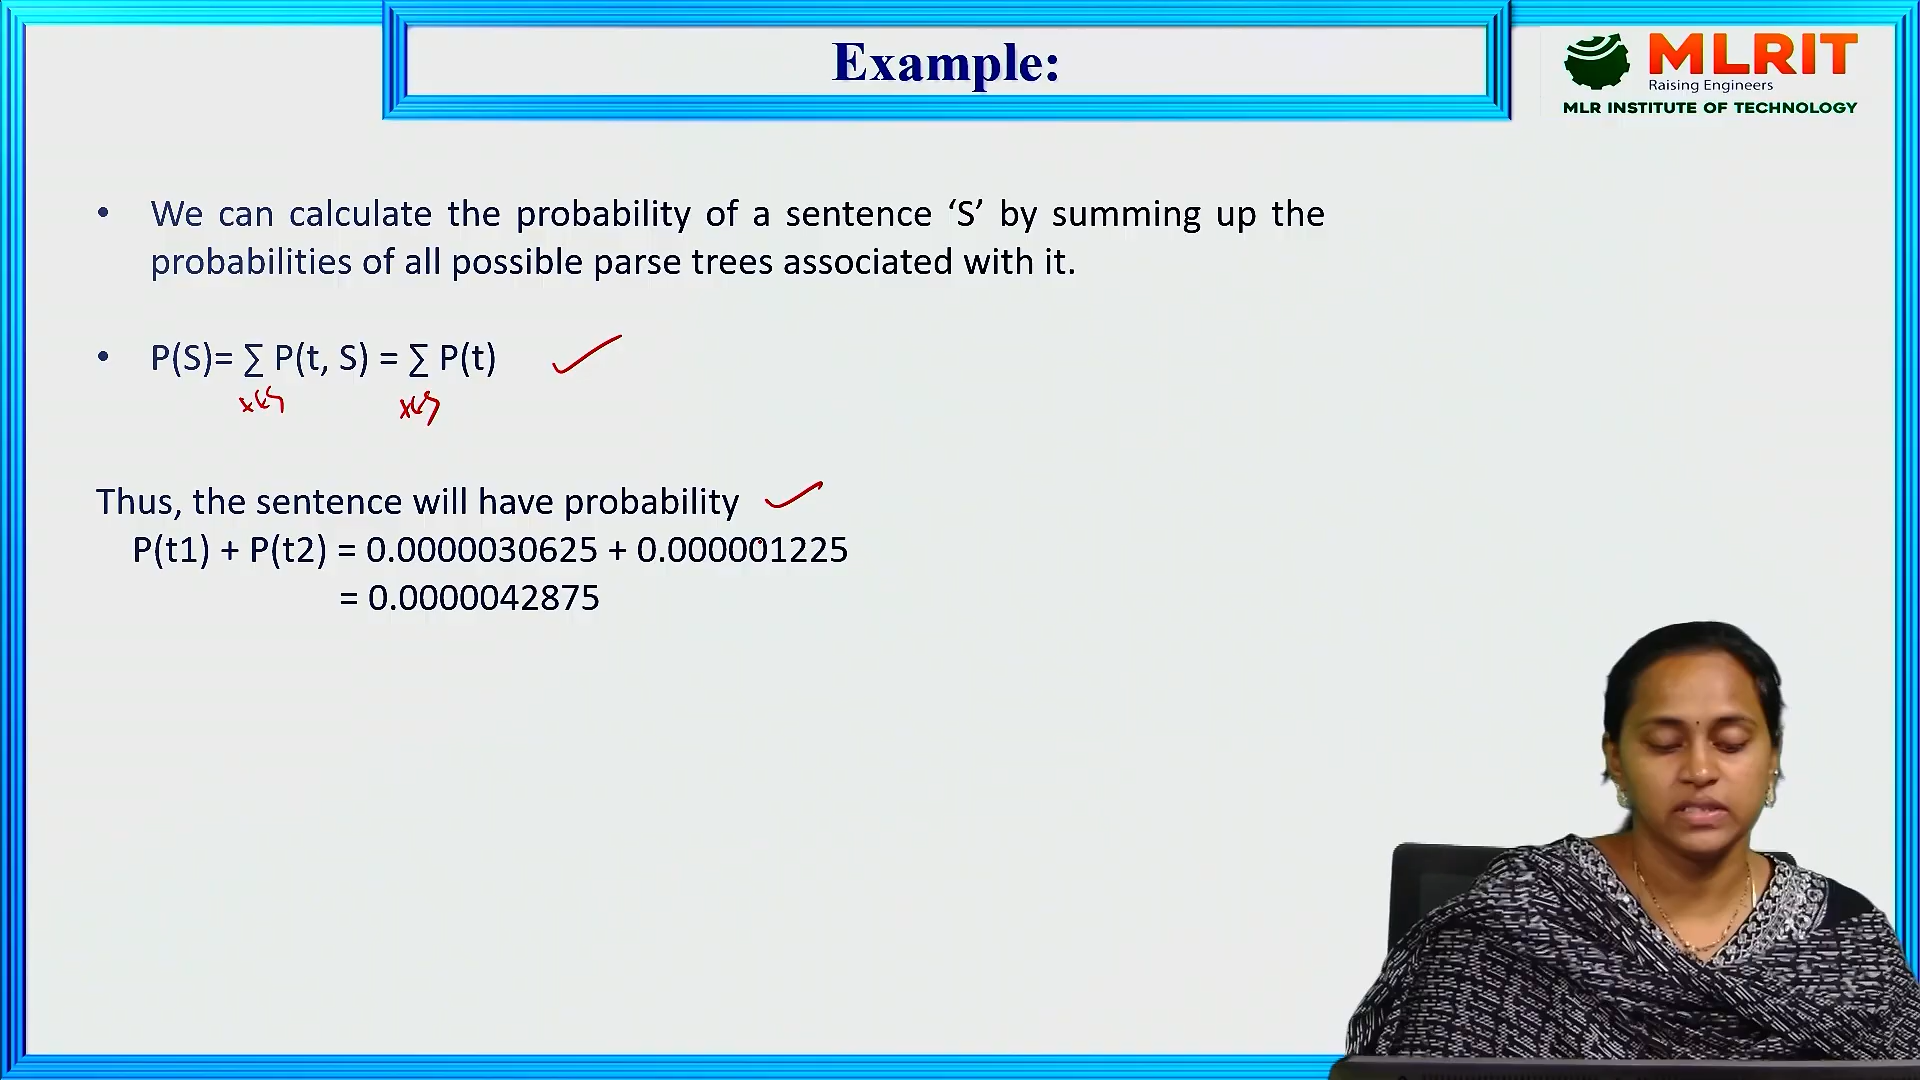 Example:
MLRIT
Raising Engineers
MLR INSTITUTE OF TECHNOLOGY
• We can calculate the probability of a sentence ‘S’ by summing up the
probabilities of all possible parse trees associated with it.
• P(S)= ∑ P(t, S) = ∑ P(t)
Thus, the sentence will have probability
P(t1) + P(t2) = 0.0000030625 + 0.000001225
= 0.0000042875